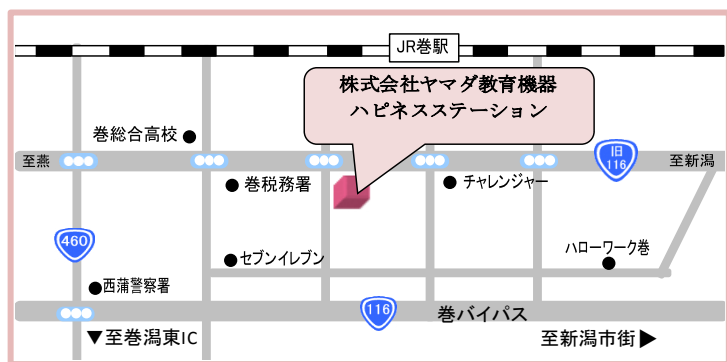 JR巻駅
株式会社ヤマダ教育機器
ハピネスステーション
巻総合高校
至燕
旧
116
至新潟
巻税務署
チャレンジャー
460
セブンイレブン
ハローワーク巻
西蒲警察署
116
巻バイパス
▼至巻潟東IC
至新潟市街▶